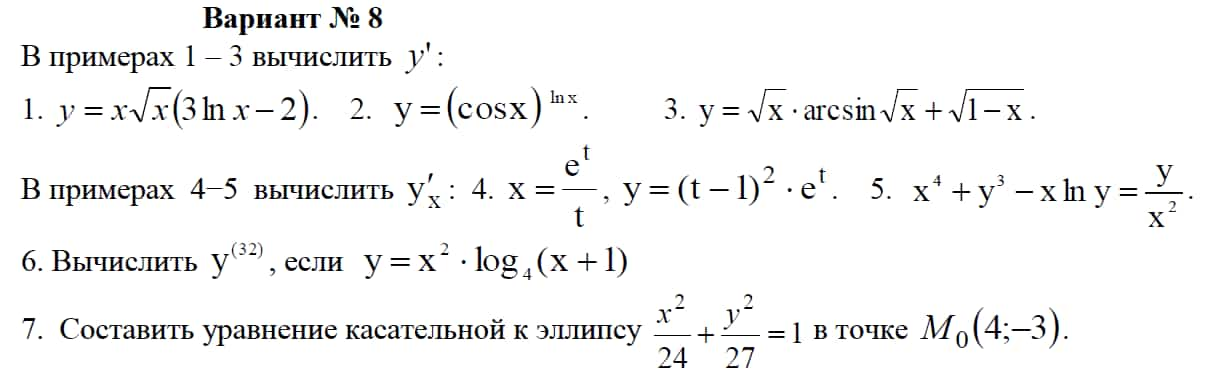 Вариант № 8
В примерах 1 – 3 вычислить y':
1. y = x√x(3 ln x − 2). 2. y = (cosx)^(ln x). 3. y = √x · arcsin√x + √(1−x).
В примерах 4−5 вычислить y′ₓ : 4. x = e^t/t, y = (t − 1)² · e^t. 5. x⁴ + y³ − x ln y = y/x².
6. Вычислить y⁽³²⁾, если y = x² · log₄(x + 1)
7. Составить уравнение касательной к эллипсу x²/24 + y²/27 = 1 в точке M₀(4;−3).